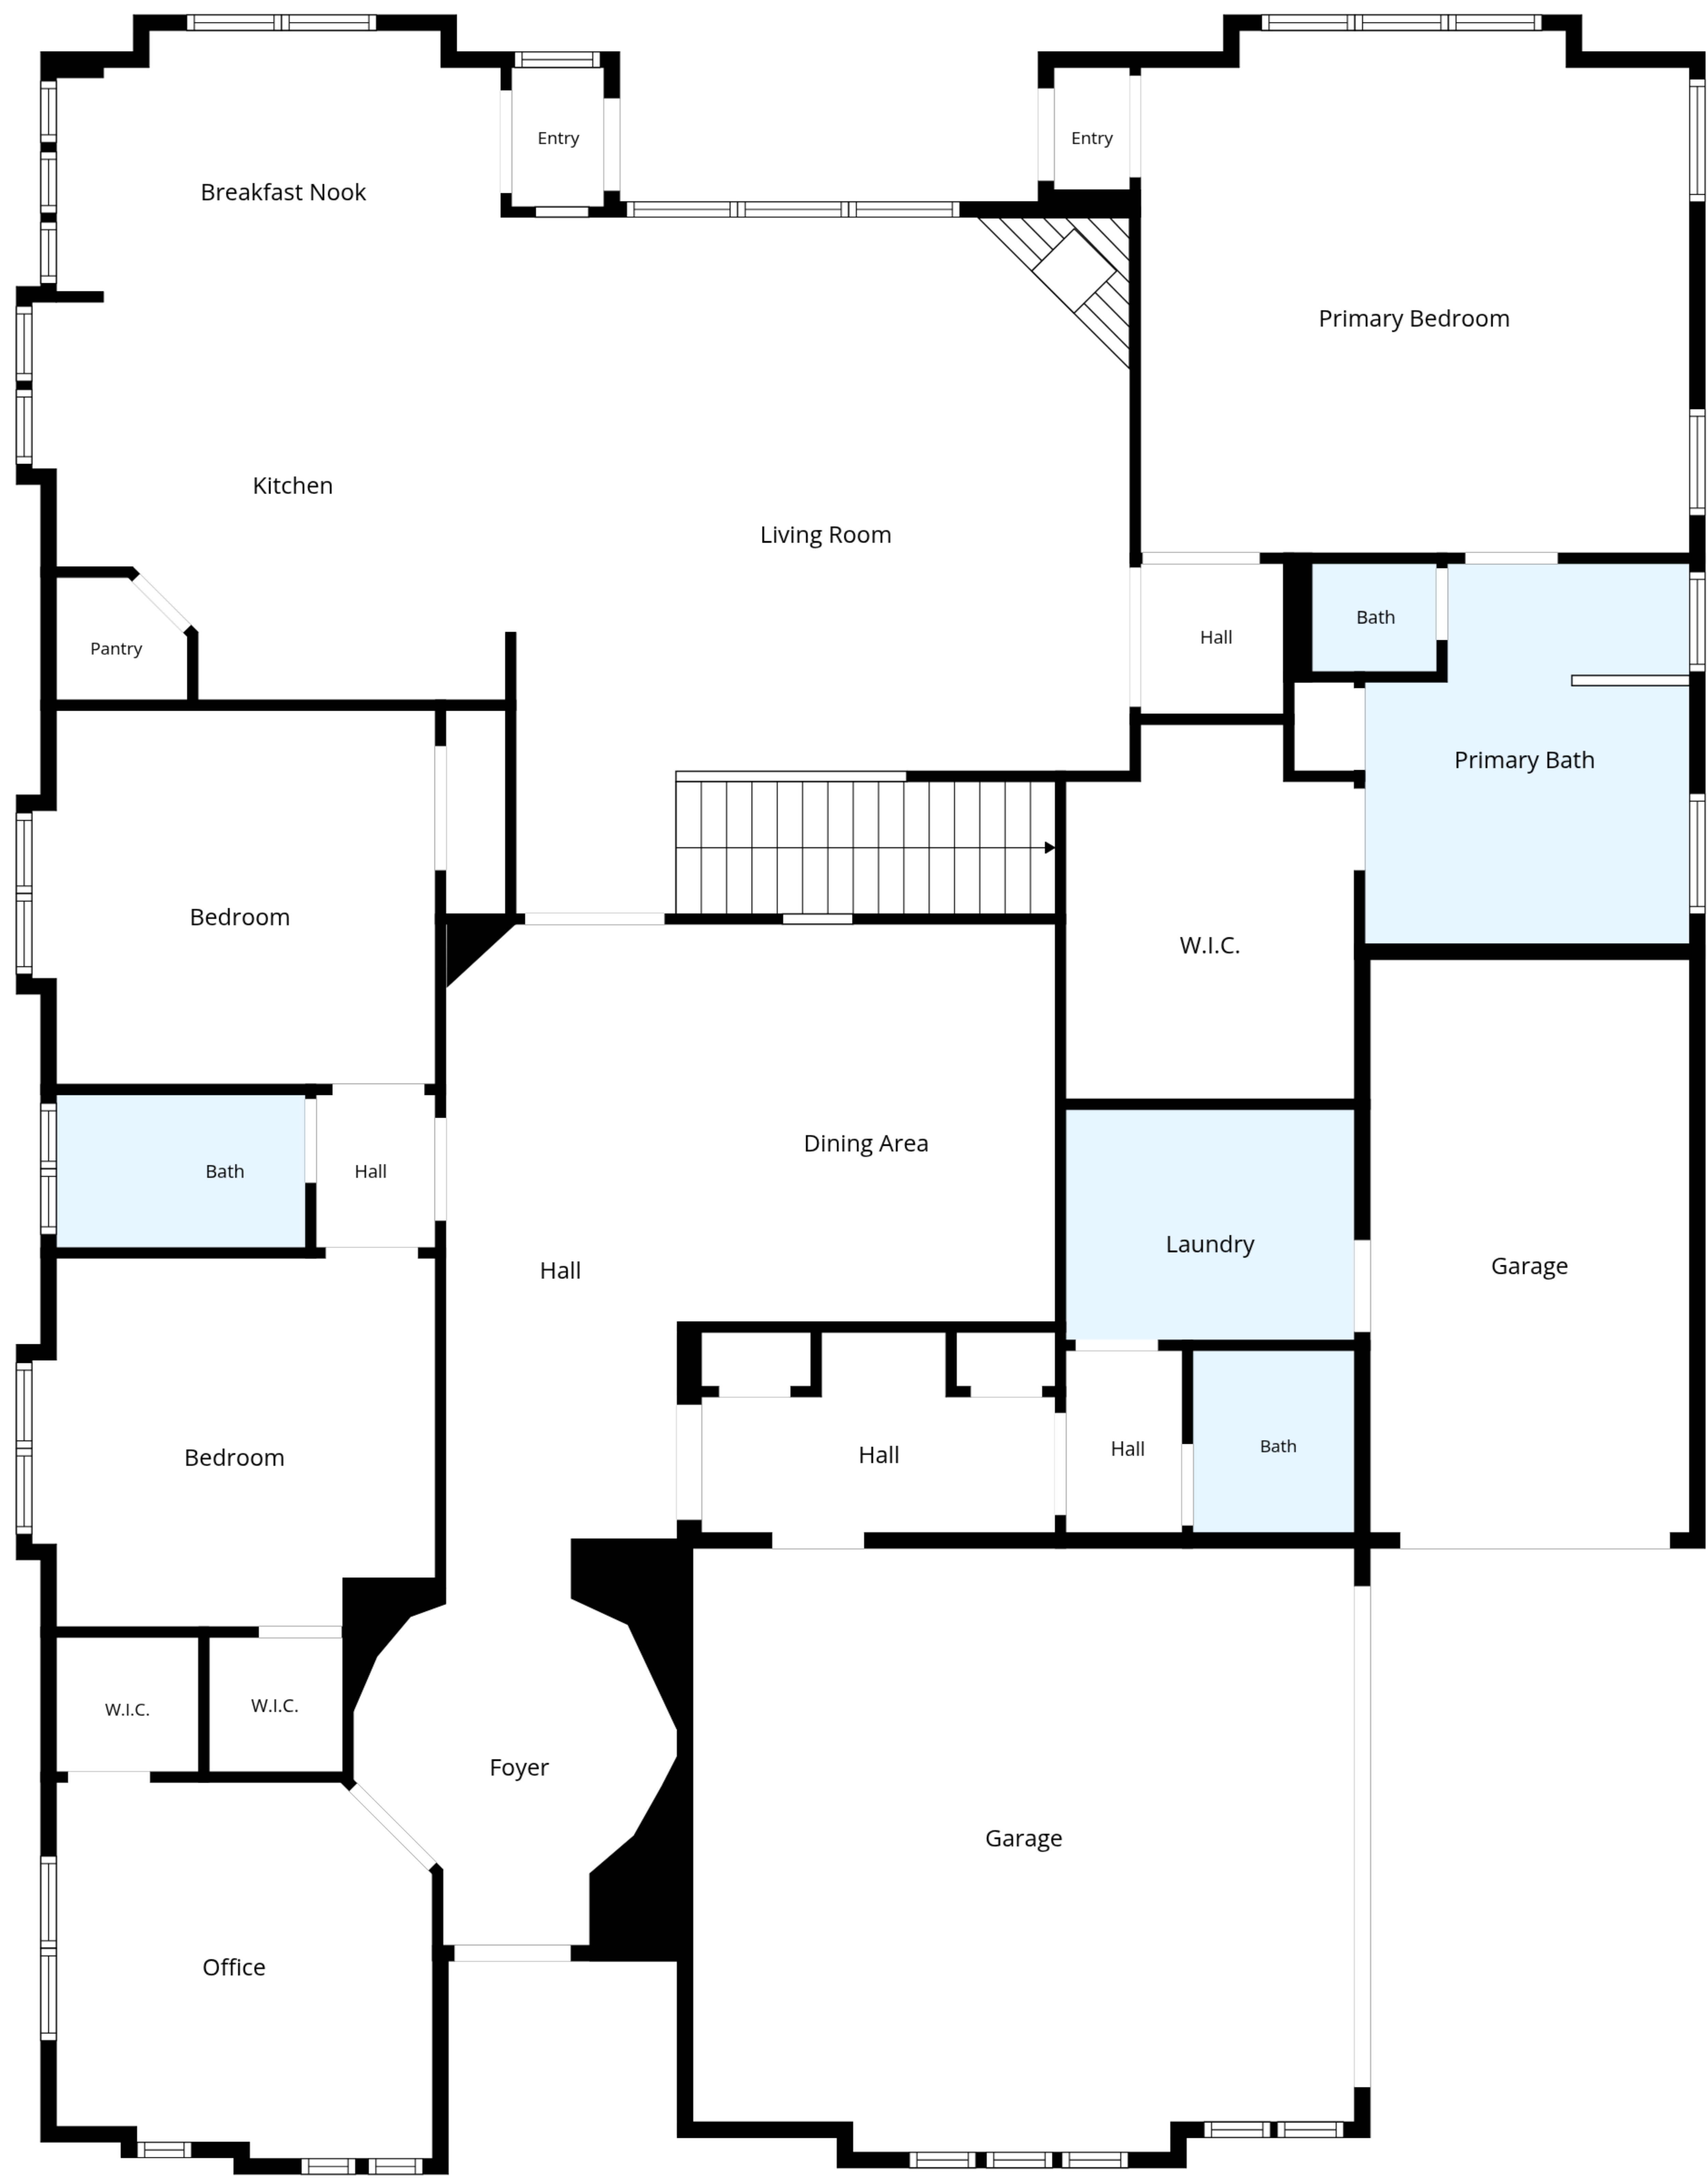 Entry
Entry
Breakfast Nook
Primary Bedroom
Kitchen
Living Room
Bath
Hall
Pantry
Primary Bath
Bedroom
W.I.C.
Dining Area
Bath
Hall
Laundry
Garage
Hall
Bath
Hall
Hall
Bedroom
W.I.C.
W.I.C.
Foyer
Garage
Office